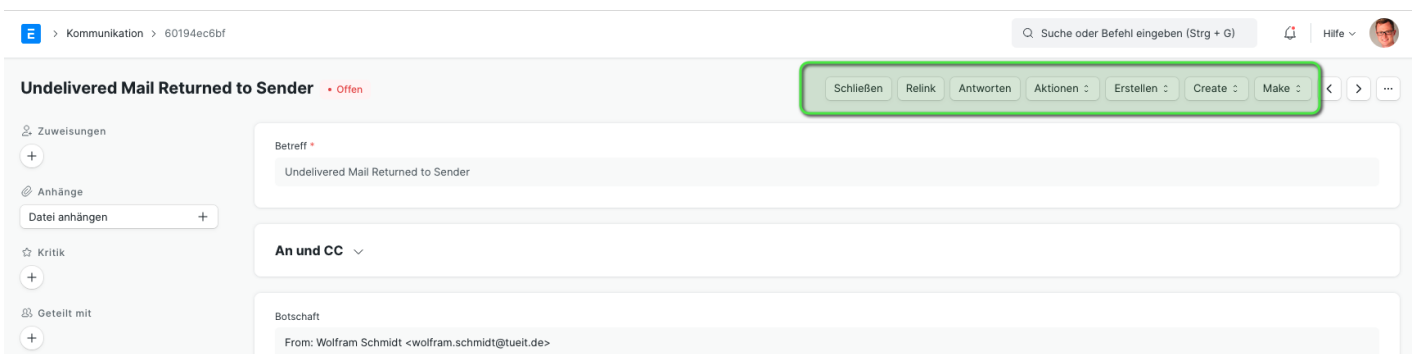 E > Kommunikation > 60194ec6bf Suche oder Befehl eingeben (Strg + G) Hilfe
Undelivered Mail Returned to Sender • Offen Schließen Relink Antworten Aktionen Erstellen Create Make < > ...
Zuweisungen
+
Anhänge
Datei anhängen +
Kritik
+
Geteilt mit
+
Betreff *
Undelivered Mail Returned to Sender
An und CC
Botschaft
From: Wolfram Schmidt <wolfram.schmidt@tueit.de>